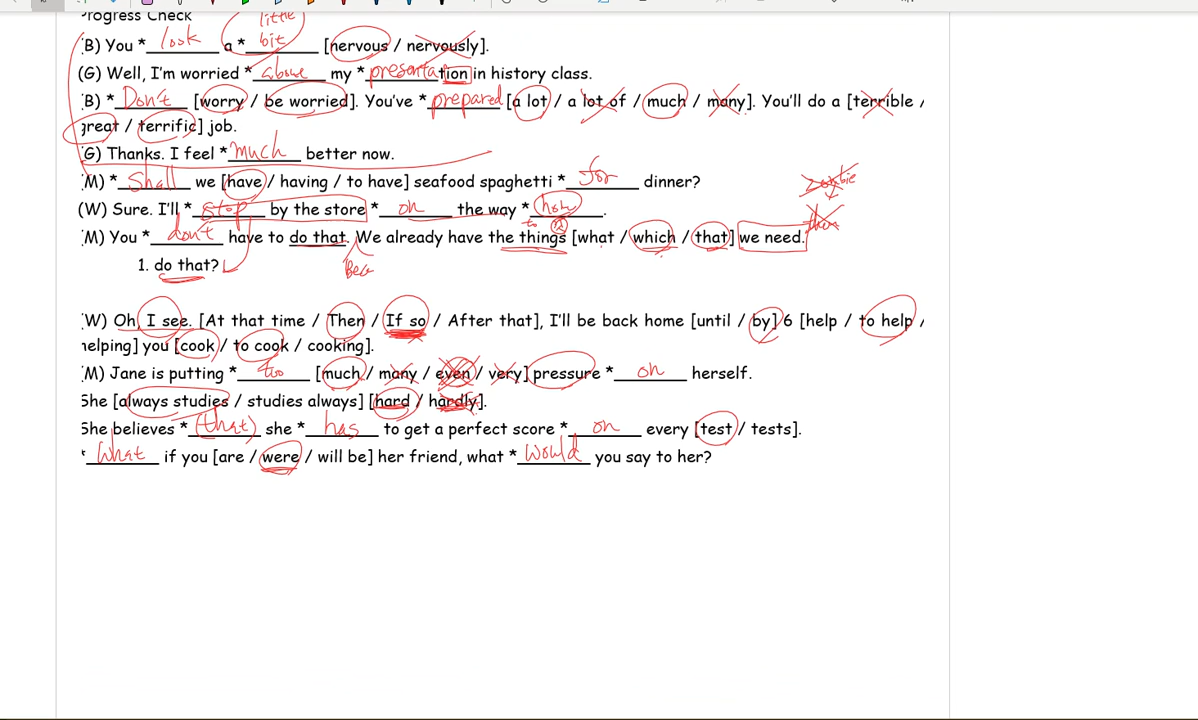 Progress Check
little
(B) You *look a *bit [nervous / nervously].
(G) Well, I'm worried *about my *presentation in history class.
(B) *Don't [worry / be worried]. You've *prepared [a lot / a lot of / much / many]. You'll do a [terrible /
great / terrific] job.
(G) Thanks. I feel *much better now.
(M) *Shall we [have / having / to have] seafood spaghetti *for dinner?
(W) Sure. I'll *stop by the store *on the way *home.
(M) You *don't have to do that. We already have the things [what / which / that] we need.
1. do that?
(W) Oh, I see. [At that time / Then / If so / After that], I'll be back home [until / by] 6 [help / to help /
helping] you [cook / to cook / cooking].
(M) Jane is putting *too [much / many / even / very] pressure *on herself.
She [always studies / studies always] [hard / hardly].
She believes *(that) she *has to get a perfect score *on every [test / tests].
*What if you [are / were / will be] her friend, what *would you say to her?